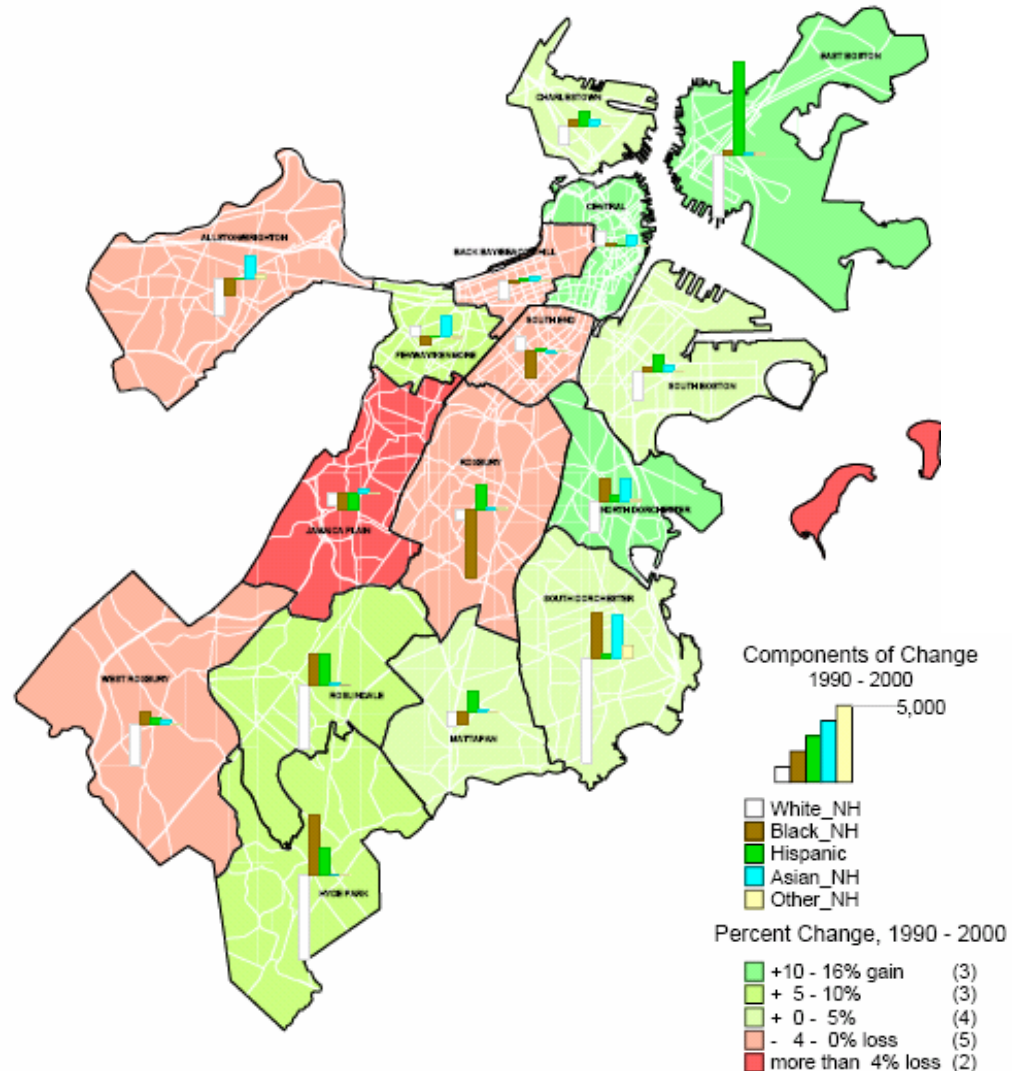 EAST BOSTON
CHARLESTOWN
CENTRAL
ALLSTON/BRIGHTON
BACK BAY/BEACON HILL
SOUTH END
FENWAY/KENMORE
SOUTH BOSTON
ROXBURY
NORTH DORCHESTER
JAMAICA PLAIN
SOUTH DORCHESTER
WEST ROXBURY
ROSLINDALE
MATTAPAN
HYDE PARK
Components of Change
1990 - 2000
5,000
White_NH
Black_NH
Hispanic
Asian_NH
Other_NH
Percent Change, 1990 - 2000
+10 - 16% gain (3)
+ 5 - 10% (3)
+ 0 - 5% (4)
- 4 - 0% loss (5)
more than 4% loss (2)